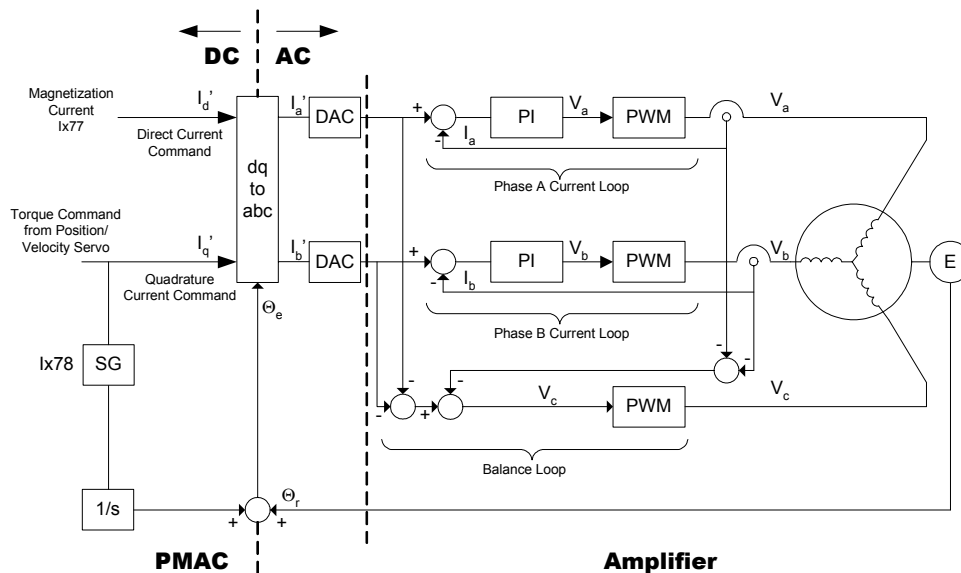 DC
AC
Magnetization
Current
Ix77
I_d'
Direct Current
Command
dq
to
abc
I_a'
DAC
+
-
I_a
PI
V_a
PWM
V_a
Phase A Current Loop
Torque Command
from Position/
Velocity Servo
I_q'
Quadrature
Current Command
I_b'
DAC
+
-
I_b
PI
V_b
PWM
V_b
E
Phase B Current Loop
Θ_e
Ix78
SG
-
-
-
-
-
+
V_c
PWM
V_c
Balance Loop
1/s
+
+
Θ_r
PMAC
Amplifier